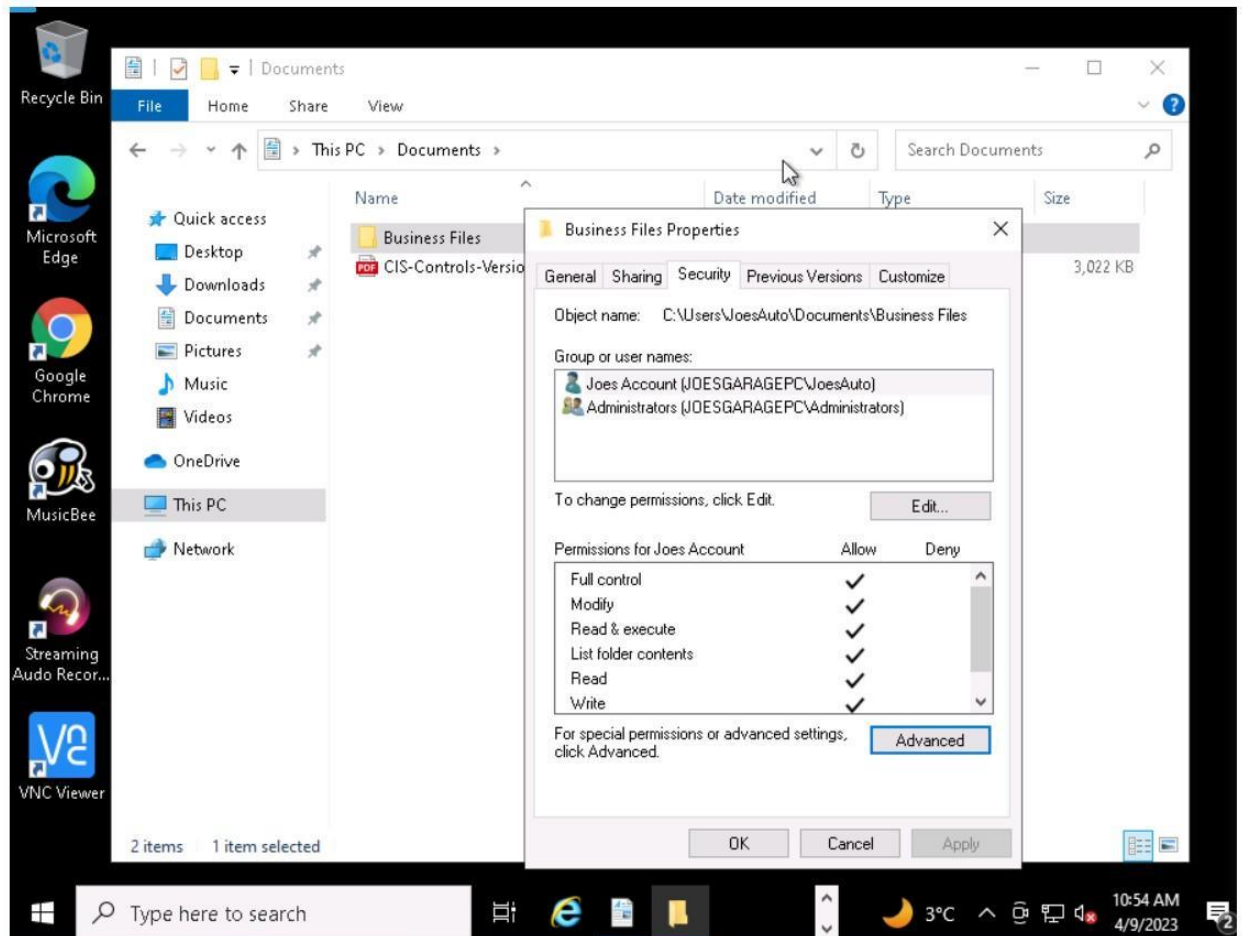 Recycle Bin
Microsoft
Edge
Google
Chrome
MusicBee
Streaming
Audo Recor...
VNC Viewer
Documents
File Home Share View
This PC > Documents >
Search Documents
Quick access
Desktop
Downloads
Documents
Pictures
Music
Videos
OneDrive
This PC
Network
Name Date modified Type Size
Business Files
CIS-Controls-Versio
3,022 KB
2 items 1 item selected
Business Files Properties
General Sharing Security Previous Versions Customize
Object name: C:\Users\JoesAuto\Documents\Business Files
Group or user names:
Joes Account (JOESGARAGEPC\JoesAuto)
Administrators (JOESGARAGEPC\Administrators)
To change permissions, click Edit.
Edit...
Permissions for Joes Account Allow Deny
Full control
Modify
Read & execute
List folder contents
Read
Write
For special permissions or advanced settings,
click Advanced.
Advanced
OK Cancel Apply
Type here to search
3°C
10:54 AM
4/9/2023
2